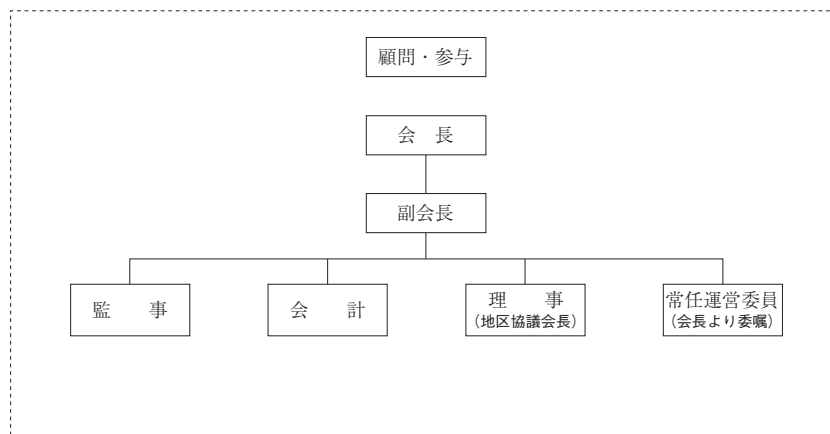 顧問・参与
会　長
副会長
監　　事
会　　計
理　　事
（地区協議会長）
常任運営委員
（会長より委嘱）